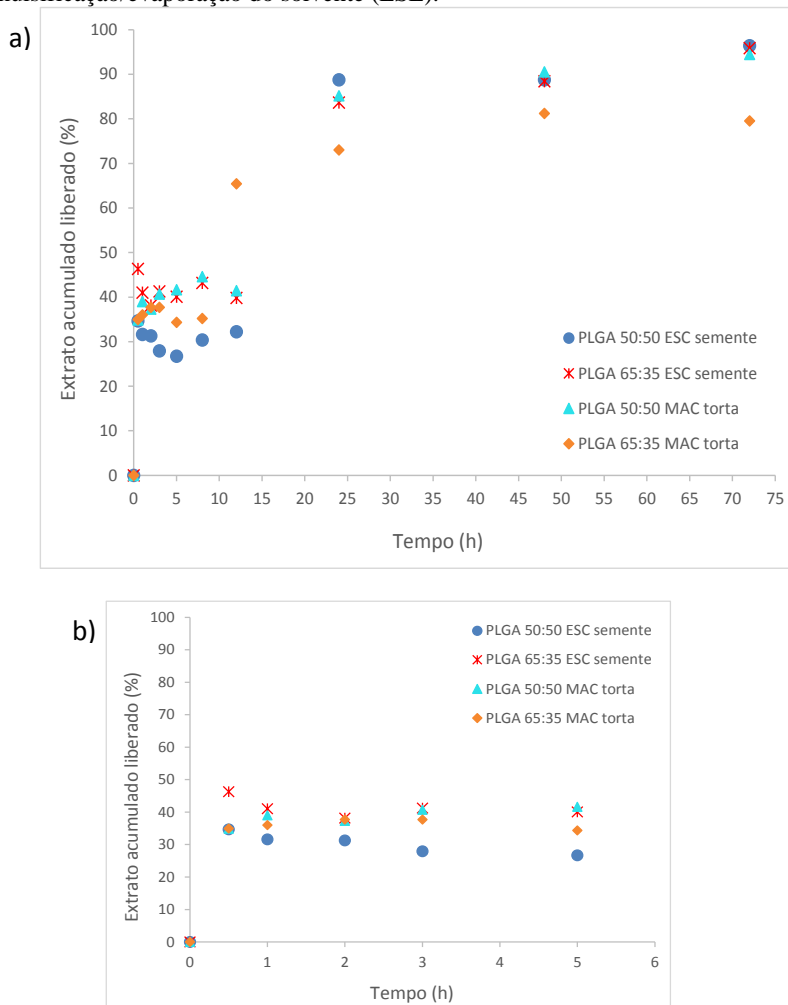 a)
100
90
80
70
60
50
40
30
20
10
0
Extrato acumulado liberado (%)
PLGA 50:50 ESC semente
PLGA 65:35 ESC semente
PLGA 50:50 MAC torta
PLGA 65:35 MAC torta
0 5 10 15 20 25 30 35 40 45 50 55 60 65 70 75
Tempo (h)
b)
100
90
80
70
60
50
40
30
20
10
0
Extrato acumulado liberado (%)
PLGA 50:50 ESC semente
PLGA 65:35 ESC semente
PLGA 50:50 MAC torta
PLGA 65:35 MAC torta
0 1 2 3 4 5 6
Tempo (h)